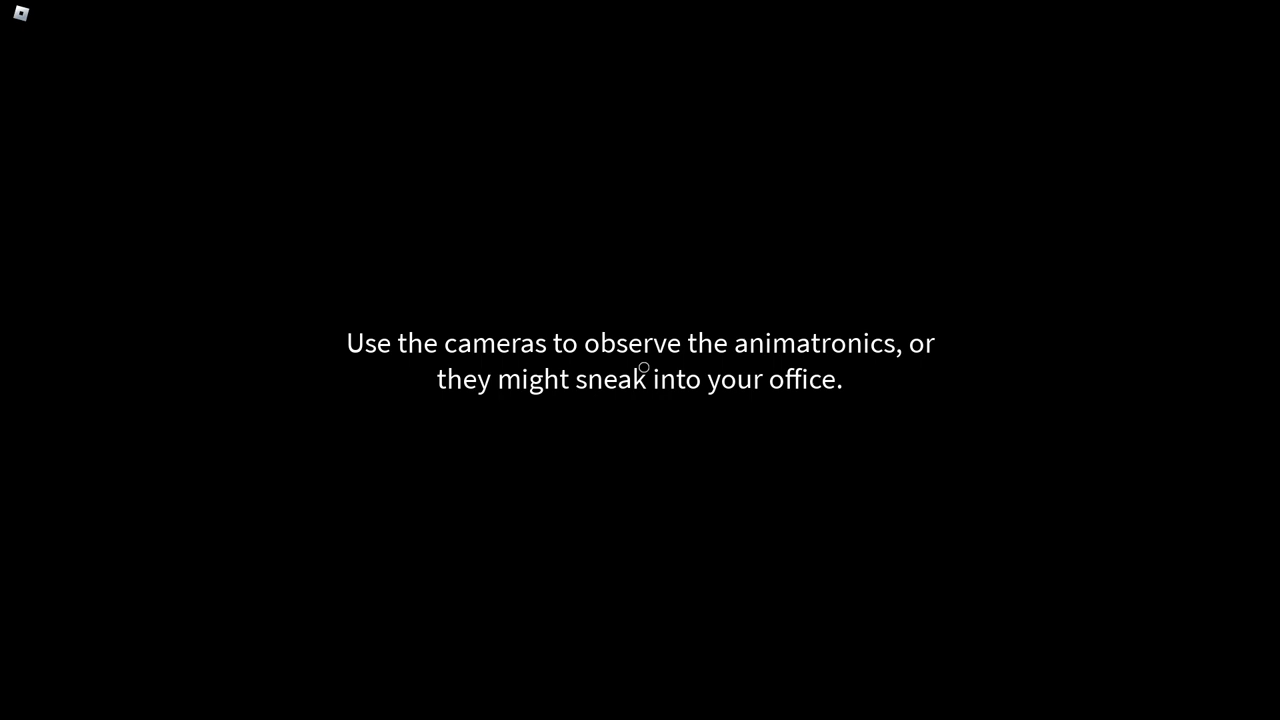 Use the cameras to observe the animatronics, or
they might sneak into your office.